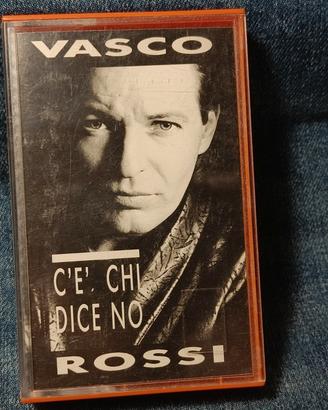 VASCO
C'E'. CHI
DICE NO
ROSSI